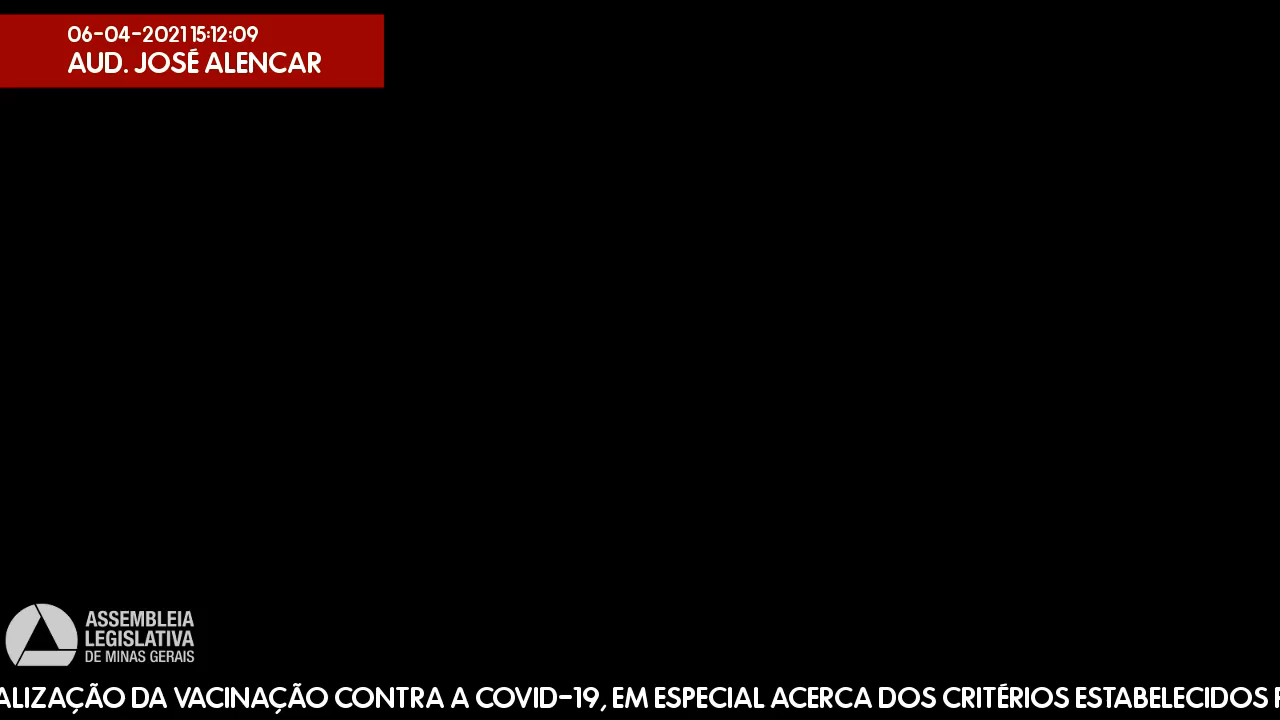 06-04-2021 15:12:09
AUD. JOSÉ ALENCAR
ASSEMBLEIA
LEGISLATIVA
DE MINAS GERAIS
ALIZAÇÃO DA VACINAÇÃO CONTRA A COVID-19, EM ESPECIAL ACERCA DOS CRITÉRIOS ESTABELECIDOS